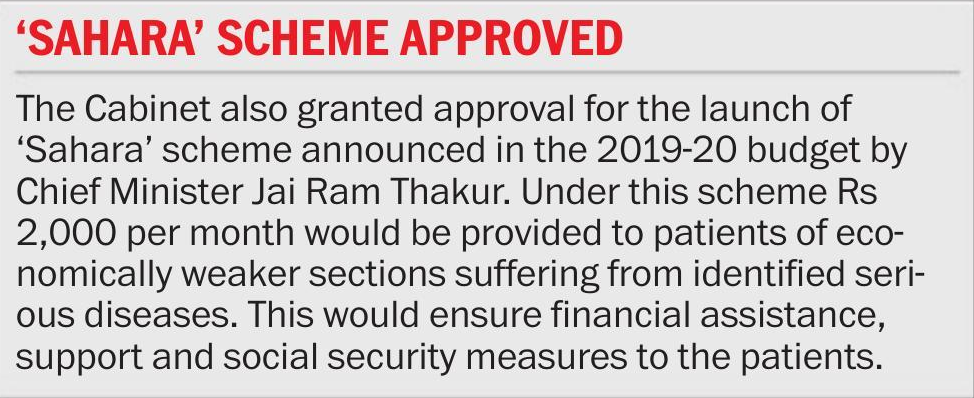 ‘SAHARA’ SCHEME APPROVED
The Cabinet also granted approval for the launch of
‘Sahara’ scheme announced in the 2019-20 budget by
Chief Minister Jai Ram Thakur. Under this scheme Rs
2,000 per month would be provided to patients of eco-
nomically weaker sections suffering from identified seri-
ous diseases. This would ensure financial assistance,
support and social security measures to the patients.